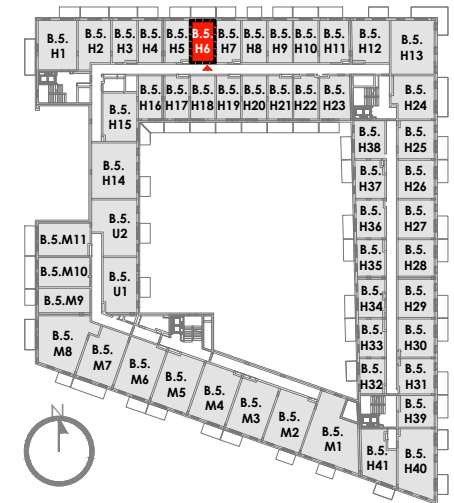 B.5.
H1
B.5.
H2
B.5.
H3
B.5.
H4
B.5.
H5
B.5.
H6
B.5.
H7
B.5.
H8
B.5.
H9
B.5.
H10
B.5.
H11
B.5.
H12
B.5.
H13
B.5.
H16
B.5.
H17
B.5.
H18
B.5.
H19
B.5.
H20
B.5.
H21
B.5.
H22
B.5.
H23
B.5.
H24
B.5.
H15
B.5.
H38
B.5.
H25
B.5.
H14
B.5.
H37
B.5.
H26
B.5.
U2
B.5.
H36
B.5.
H27
B.5.M11
B.5.
H35
B.5.
H28
B.5.M10
B.5.
U1
B.5.
H34
B.5.
H29
B.5.M9
B.5.
M8
B.5.
M7
B.5.
H33
B.5.
H30
B.5.
M6
B.5.
M5
B.5.
M4
B.5.
M3
B.5.
M2
B.5.
M1
B.5.
H32
B.5.
H31
B.5.
H39
B.5.
H41
B.5.
H40
N